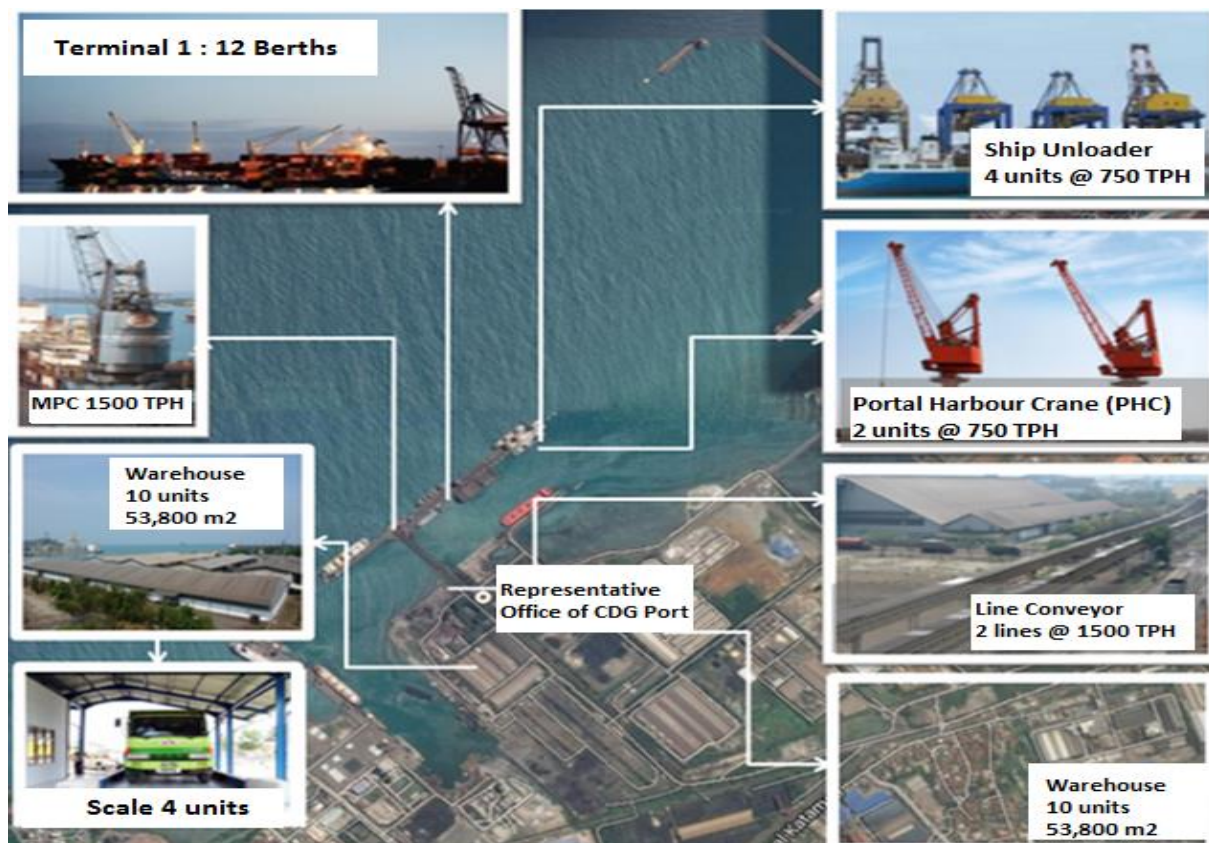 Terminal 1 : 12 Berths
Ship Unloader
4 units @ 750 TPH
MPC 1500 TPH
Portal Harbour Crane (PHC)
2 units @ 750 TPH
Warehouse
10 units
53,800 m2
Representative
Office of CDG Port
Line Conveyor
2 lines @ 1500 TPH
Scale 4 units
Warehouse
10 units
53,800 m2